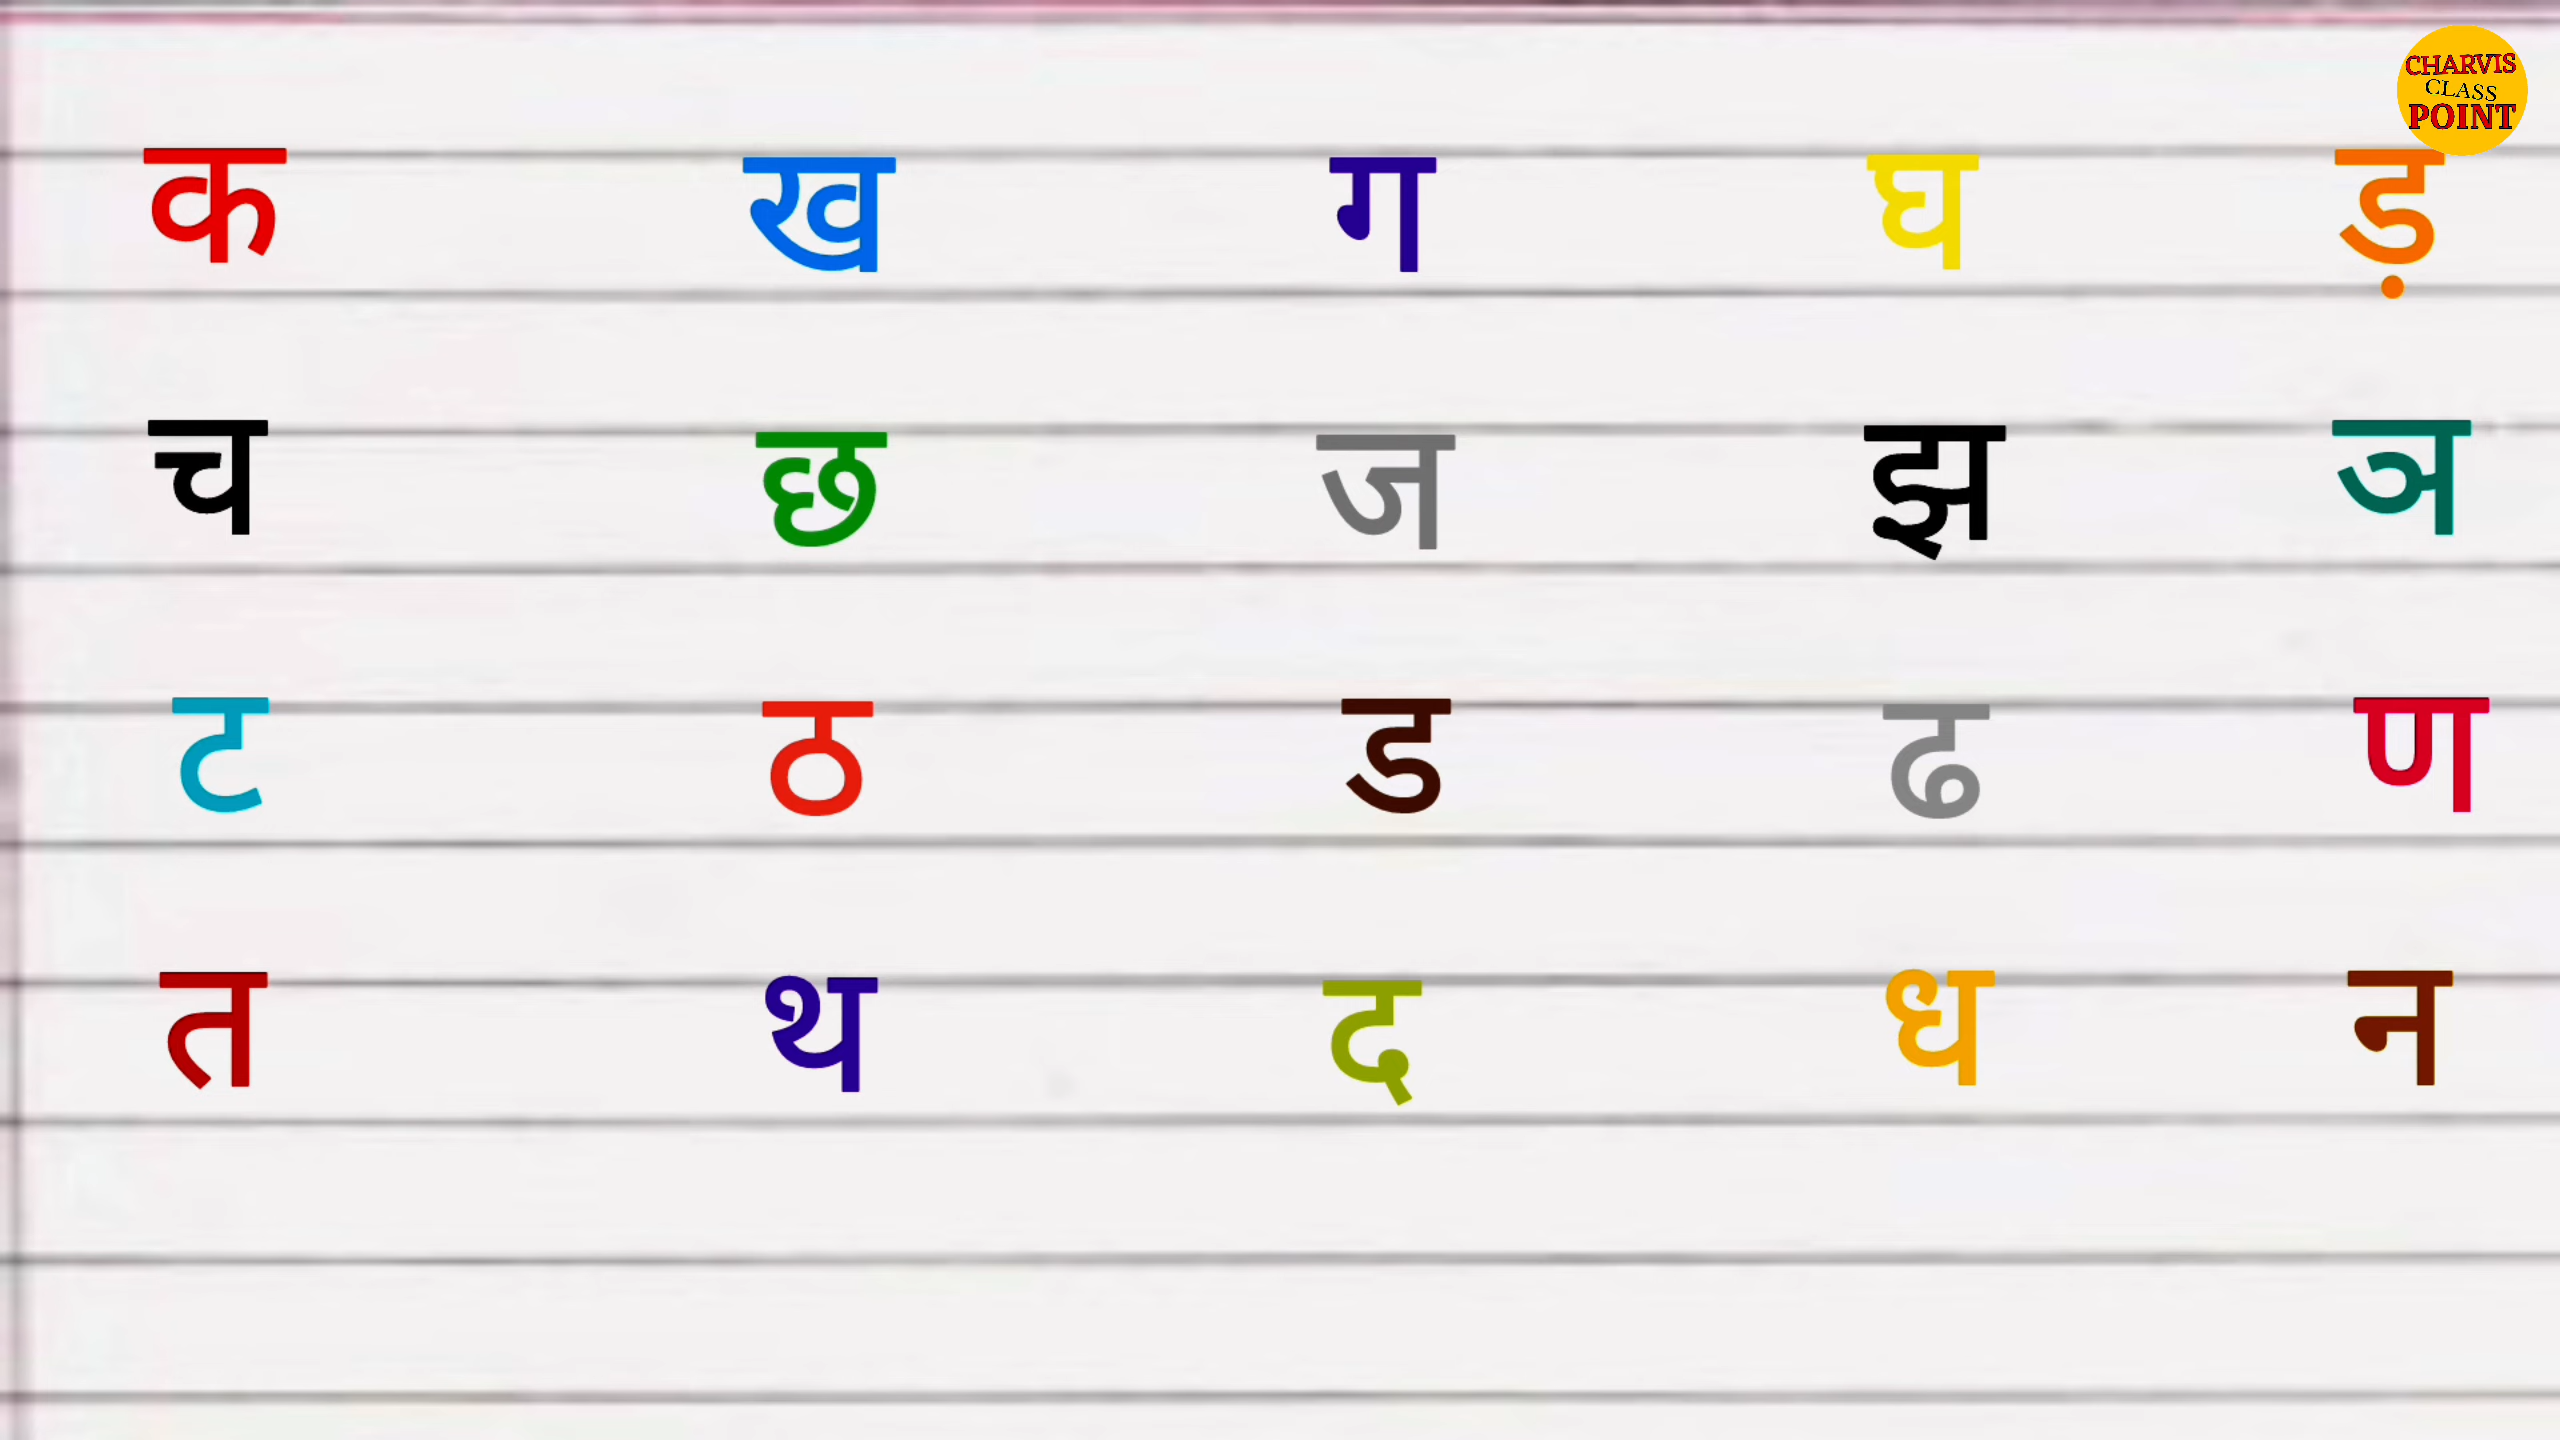 CHARVIS
CLASS
POINT
क ख ग घ ड़
च छ ज झ ञ
ट ठ ड ढ ण
त थ द ध न